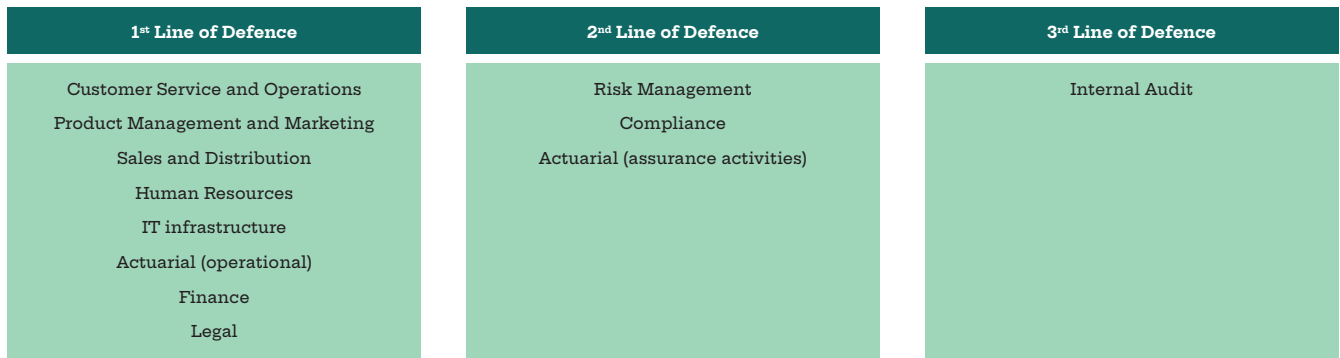 1st Line of Defence
Customer Service and Operations
Product Management and Marketing
Sales and Distribution
Human Resources
IT infrastructure
Actuarial (operational)
Finance
Legal
2nd Line of Defence
Risk Management
Compliance
Actuarial (assurance activities)
3rd Line of Defence
Internal Audit